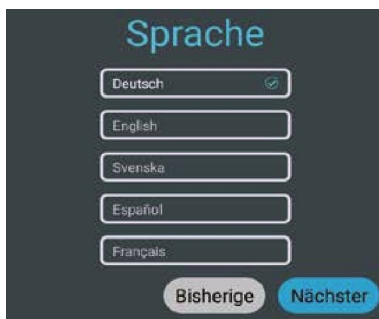 Sprache
Deutsch
English
Svenska
Español
Français
Bisherige Nächster